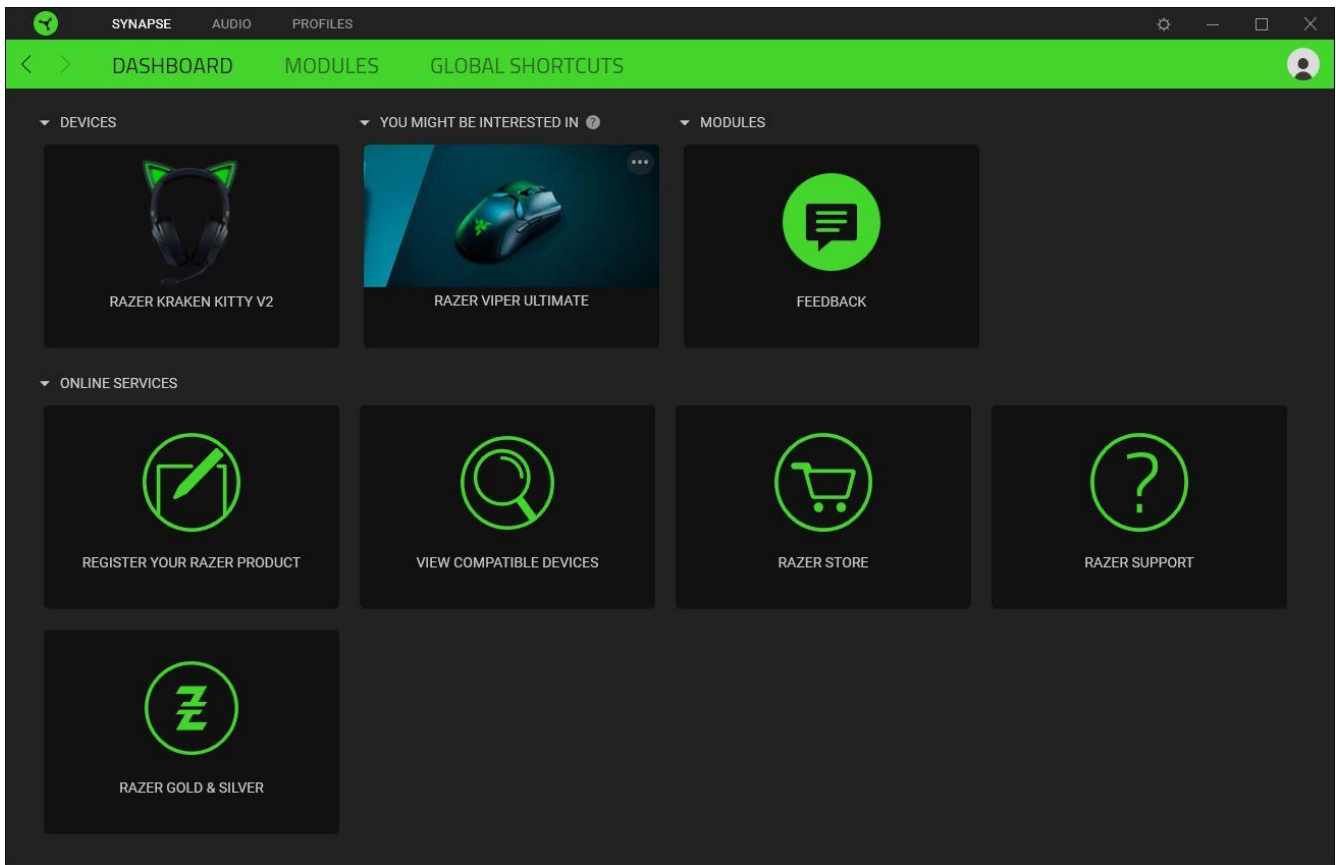 SYNAPSE AUDIO PROFILES
DASHBOARD MODULES GLOBAL SHORTCUTS
DEVICES
RAZER KRAKEN KITTY V2
YOU MIGHT BE INTERESTED IN ?
RAZER VIPER ULTIMATE
MODULES
FEEDBACK
ONLINE SERVICES
REGISTER YOUR RAZER PRODUCT
VIEW COMPATIBLE DEVICES
RAZER STORE
?
RAZER SUPPORT
RAZER GOLD & SILVER